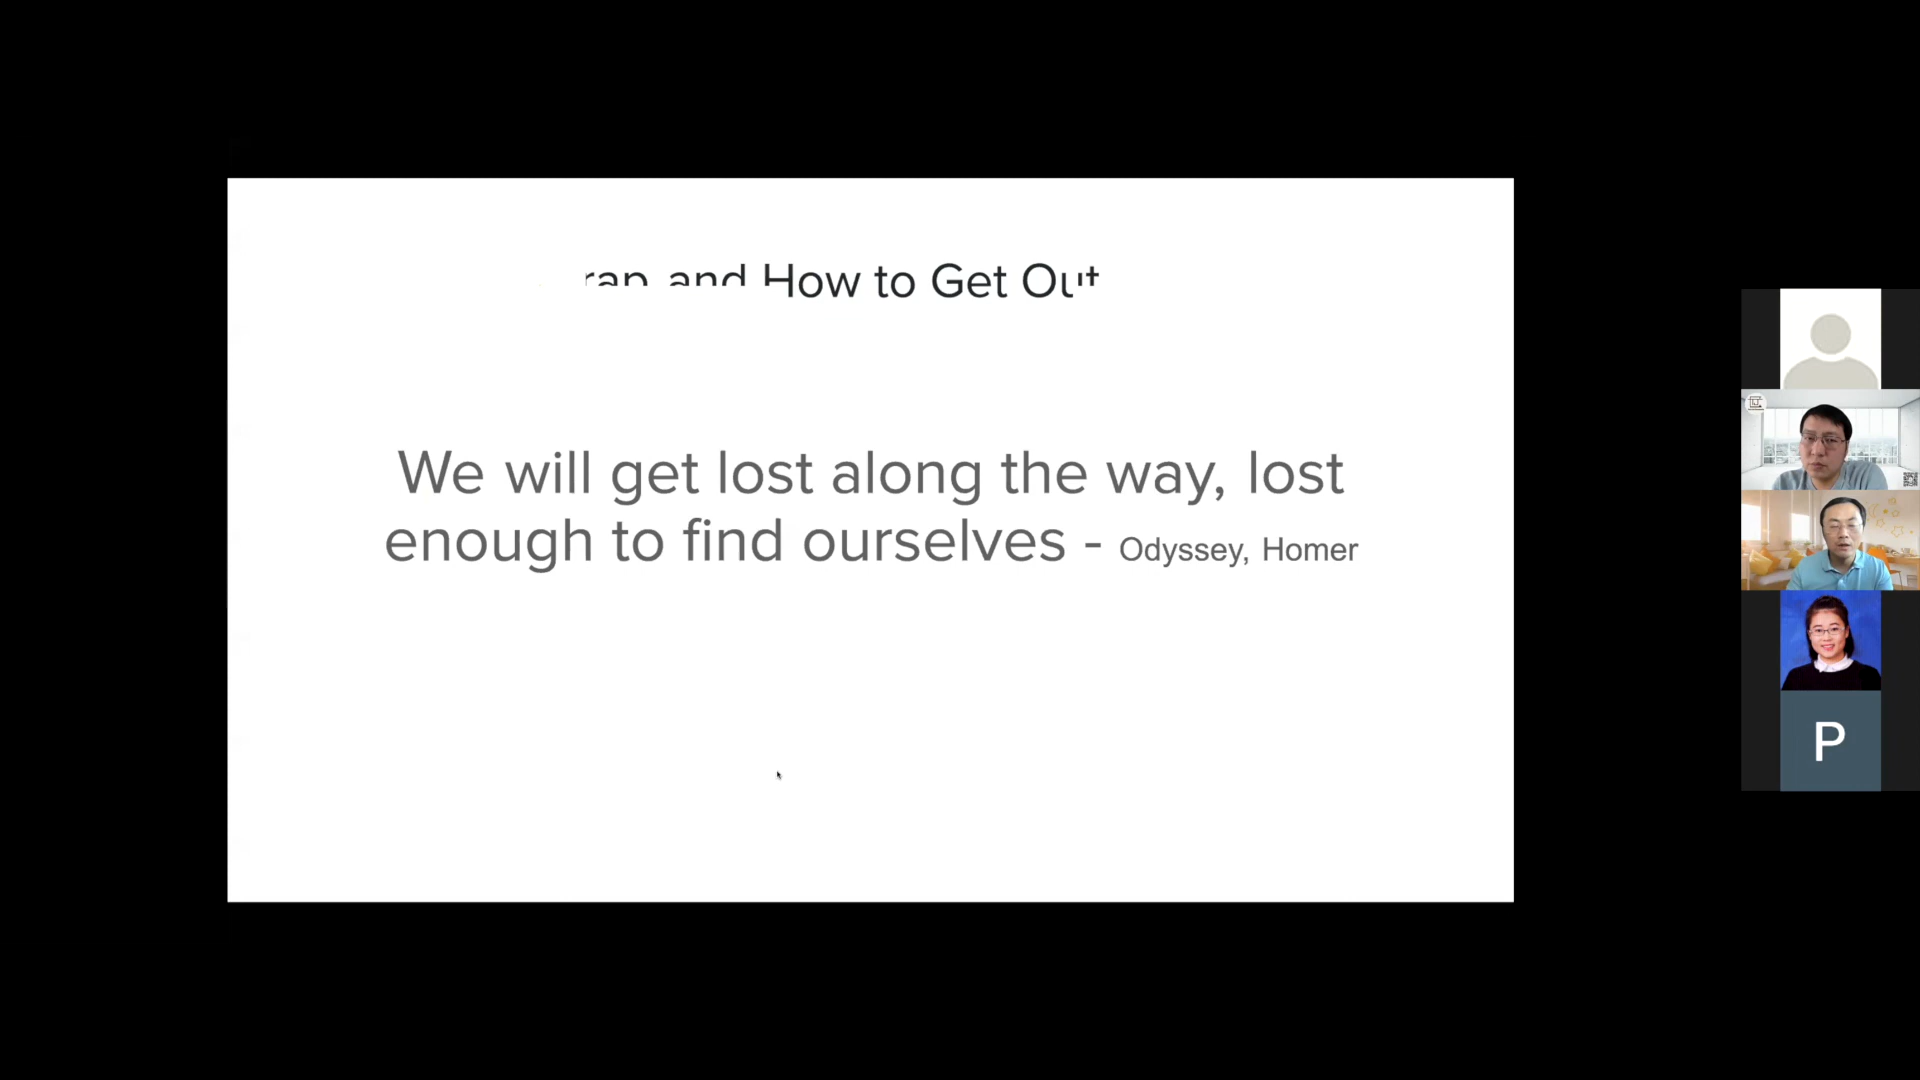 and How to Get Out
We will get lost along the way, lost
enough to find ourselves - Odyssey, Homer
P